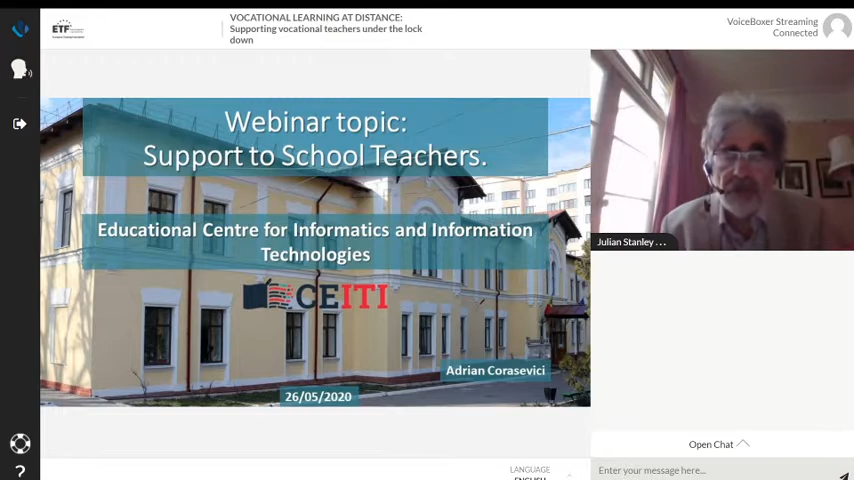 ETF
VOCATIONAL LEARNING AT DISTANCE:
Supporting vocational teachers under the lock
down
VoiceBoxer Streaming
Connected
Webinar topic:
Support to School Teachers.
Educational Centre for Informatics and Information
Technologies
CEITI
Adrian Corasevici
26/05/2020
Julian Stanley ...
Open Chat
Enter your message here...
LANGUAGE
ENGLISH
?